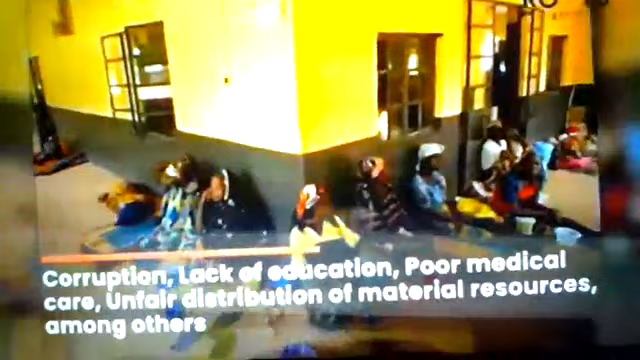 Corruption, Lack of education, Poor medical
care, Unfair distribution of material resources,
among others